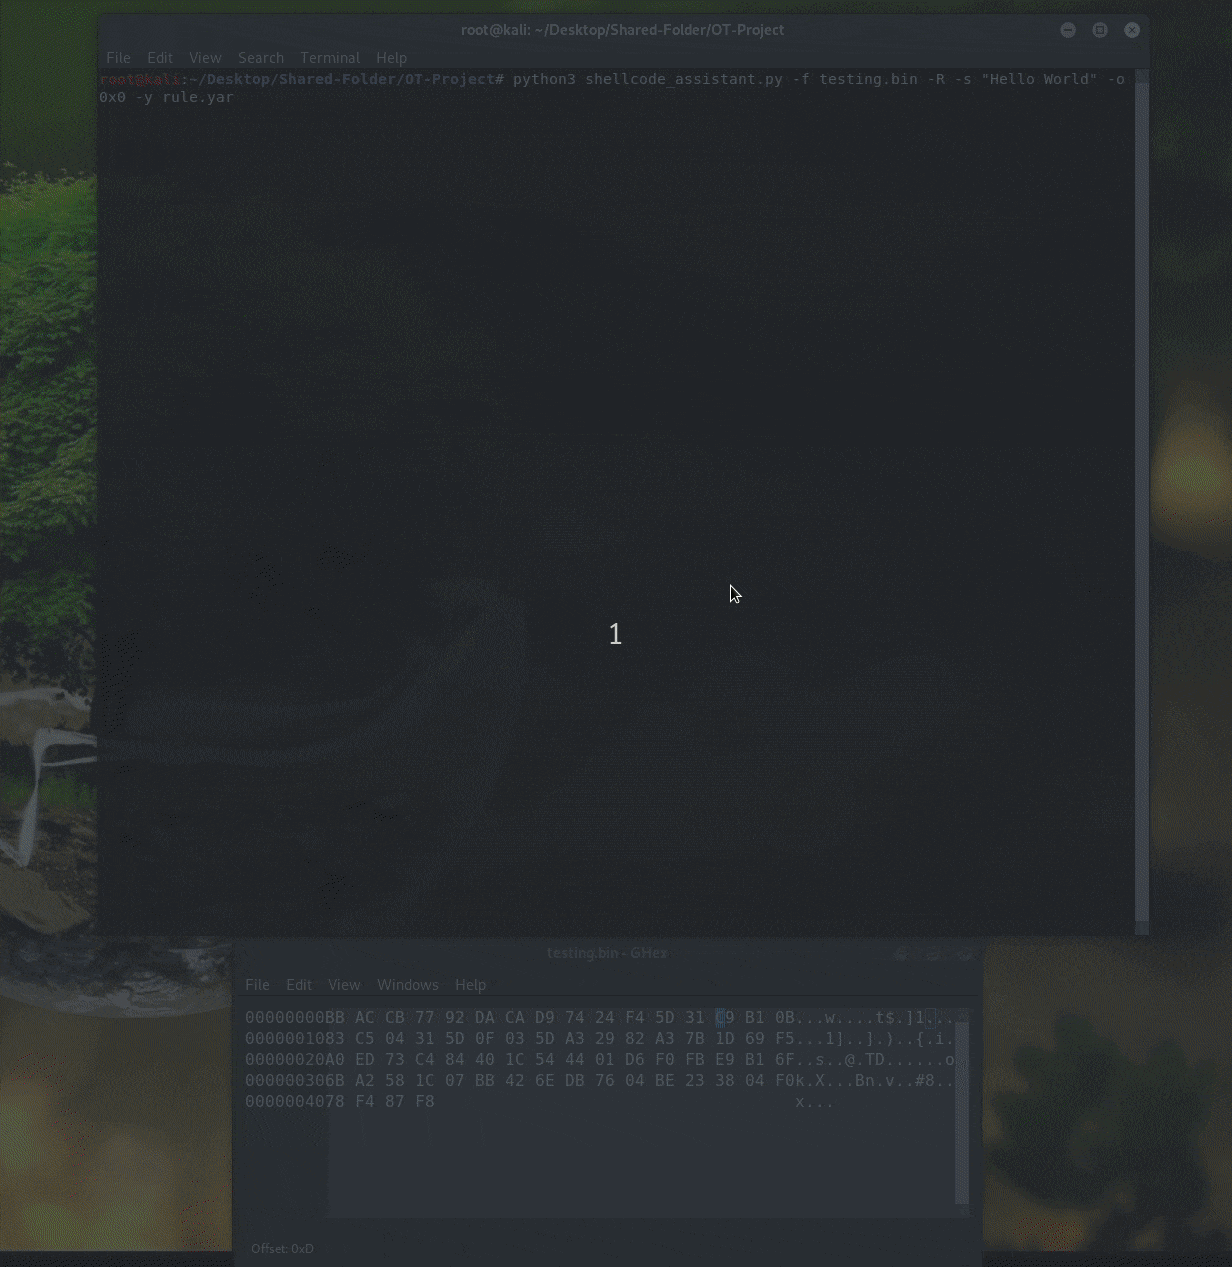 root@kali: ~/Desktop/Shared-Folder/OT-Project
File Edit View Search Terminal Help
root@kali:~/Desktop/Shared-Folder/OT-Project# python3 shellcode_assistant.py -f testing.bin -R -s "Hello World" -o
0x0 -y rule.yar
1
testing.bin - GHex
File Edit View Windows Help
00000000BB AC CB 77 92 DA CA D9 74 24 F4 5D 31 C9 B1 0B...w....t$.]1...
0000001083 C5 04 31 5D 0F 03 5D A3 29 82 A3 7B 1D 69 F5...1]..].)..{.i.
00000020A0 ED 73 C4 84 40 1C 54 44 01 D6 F0 FB E9 B1 6F..s..@.TD......o
000000306B A2 58 1C 07 BB 42 6E DB 76 04 BE 23 38 04 F0k.X...Bn.v..#8..
0000004078 F4 87 F8 x...
Offset: 0xD